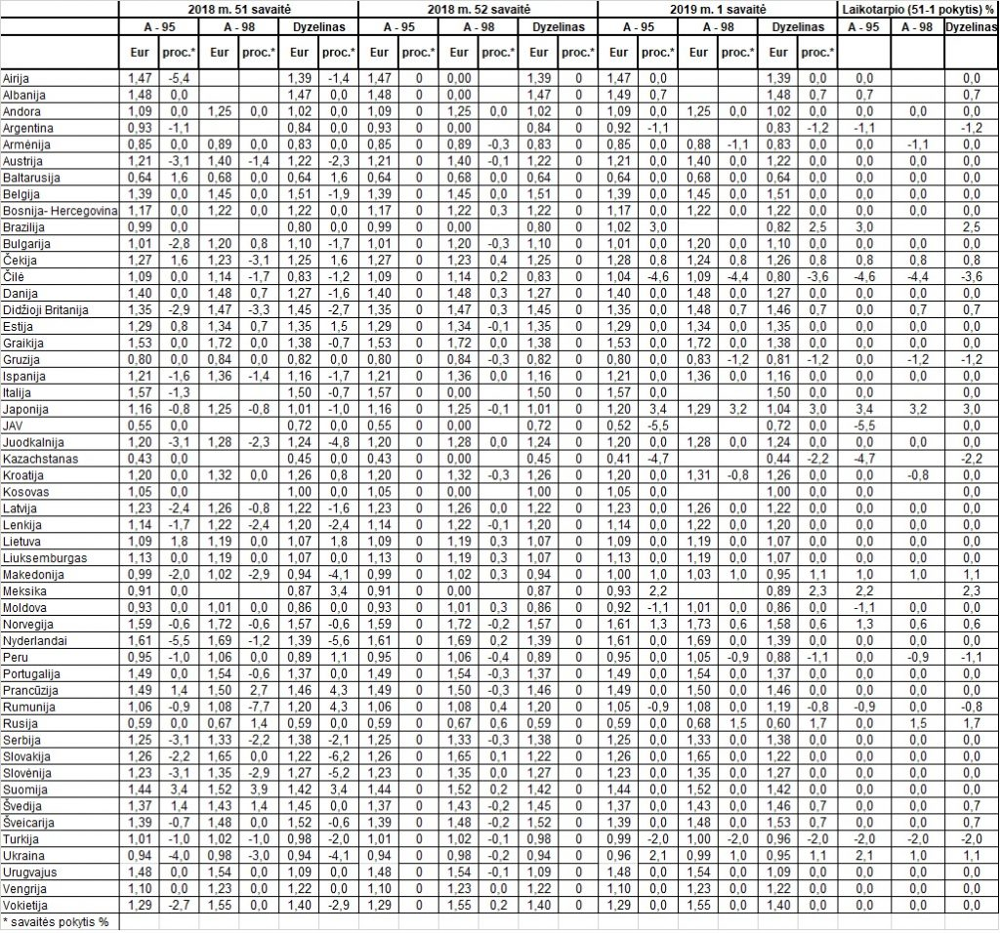 2018 m. 51 savaitė 2018 m. 52 savaitė 2019 m. 1 savaitė Laikotarpio (51-1 pokytis) %
A - 95 A - 98 Dyzelinas A - 95 A - 98 Dyzelinas A - 95 A - 98 Dyzelinas A - 95 A - 98 Dyzelinas
Eur proc.* Eur proc.* Eur proc.* Eur proc.* Eur proc.* Eur proc.* Eur proc.* Eur proc.* Eur proc.*
Airija 1,47 -5,4 1,39 -1,4 1,47 0 0,00 1,39 0 1,47 0,0 1,39 0,0 0,0 0,0
Albanija 1,48 0,0 1,47 0,0 1,48 0 0,00 1,47 0 1,49 0,7 1,48 0,7 0,7 0,7
Andora 1,09 0,0 1,25 0,0 1,02 0,0 1,09 0 1,25 0,0 1,02 0 1,09 0,0 1,25 0,0 1,02 0,0 0,0 0,0 0,0
Argentina 0,93 -1,1 0,84 0,0 0,93 0 0,00 0,84 0 0,92 -1,1 0,83 -1,2 -1,1 -1,2
Armėnija 0,85 0,0 0,89 0,0 0,83 0,0 0,85 0 0,89 -0,3 0,83 0 0,85 0,0 0,88 -1,1 0,83 0,0 0,0 -1,1 0,0
Austrija 1,21 -3,1 1,40 -1,4 1,22 -2,3 1,21 0 1,40 -0,1 1,22 0 1,21 0,0 1,40 0,0 1,22 0,0 0,0 0,0 0,0
Baltarusija 0,64 1,6 0,68 0,0 0,64 1,6 0,64 0 0,68 0,0 0,64 0 0,64 0,0 0,68 0,0 0,64 0,0 0,0 0,0 0,0
Belgija 1,39 0,0 1,45 0,0 1,51 -1,9 1,39 0 1,45 0,0 1,51 0 1,39 0,0 1,45 0,0 1,51 0,0 0,0 0,0 0,0
Bosnija- Hercegovina 1,17 0,0 1,22 0,0 1,22 0,0 1,17 0 1,22 0,3 1,22 0 1,17 0,0 1,22 0,0 1,22 0,0 0,0 0,0 0,0
Brazilija 0,99 0,0 0,80 0,0 0,99 0 0,00 0,80 0 1,02 3,0 0,82 2,5 3,0 2,5
Bulgarija 1,01 -2,8 1,20 0,8 1,10 -1,7 1,01 0 1,20 -0,3 1,10 0 1,01 0,0 1,20 0,0 1,10 0,0 0,0 0,0 0,0
Čekija 1,27 1,6 1,23 -3,1 1,25 1,6 1,27 0 1,23 0,4 1,25 0 1,28 0,8 1,24 0,8 1,26 0,8 0,8 0,8 0,8
Čilė 1,09 0,0 1,14 -1,7 0,83 -1,2 1,09 0 1,14 0,2 0,83 0 1,04 -4,6 1,09 -4,4 0,80 -3,6 -4,6 -4,4 -3,6
Danija 1,40 0,0 1,48 0,7 1,27 -1,6 1,40 0 1,48 0,3 1,27 0 1,40 0,0 1,48 0,0 1,27 0,0 0,0 0,0 0,0
Didžioji Britanija 1,35 -2,9 1,47 -3,3 1,45 -2,7 1,35 0 1,47 0,3 1,45 0 1,35 0,0 1,48 0,7 1,46 0,7 0,0 0,7 0,7
Estija 1,29 0,8 1,34 0,7 1,35 1,5 1,29 0 1,34 -0,1 1,35 0 1,29 0,0 1,34 0,0 1,35 0,0 0,0 0,0 0,0
Graikija 1,53 0,0 1,72 0,0 1,38 -0,7 1,53 0 1,72 0,0 1,38 0 1,53 0,0 1,72 0,0 1,38 0,0 0,0 0,0 0,0
Gruzija 0,80 0,0 0,84 0,0 0,82 0,0 0,80 0 0,84 -0,3 0,82 0 0,80 0,0 0,83 -1,2 0,81 -1,2 0,0 -1,2 -1,2
Ispanija 1,21 -1,6 1,36 -1,4 1,16 -1,7 1,21 0 1,36 0,0 1,16 0 1,21 0,0 1,36 0,0 1,16 0,0 0,0 0,0 0,0
Italija 1,57 -1,3 1,50 -0,7 1,57 0 0,00 1,50 0 1,57 0,0 1,50 0,0 0,0 0,0
Japonija 1,16 -0,8 1,25 -0,8 1,01 -1,0 1,16 0 1,25 -0,1 1,01 0 1,20 3,4 1,29 3,2 1,04 3,0 3,4 3,2 3,0
JAV 0,55 0,0 0,72 0,0 0,55 0 0,00 0,72 0 0,52 -5,5 0,72 0,0 -5,5 0,0
Juodkalnija 1,20 -3,1 1,28 -2,3 1,24 -4,8 1,20 0 1,28 0,0 1,24 0 1,20 0,0 1,28 0,0 1,24 0,0 0,0 0,0 0,0
Kazachstanas 0,43 0,0 0,45 0,0 0,43 0 0,00 0,45 0 0,41 -4,7 0,44 -2,2 -4,7 -2,2
Kroatija 1,20 0,0 1,32 0,0 1,26 0,8 1,20 0 1,32 -0,3 1,26 0 1,20 0,0 1,31 -0,8 1,26 0,0 0,0 -0,8 0,0
Kosovas 1,05 0,0 1,00 0,0 1,05 0 0,00 1,00 0 1,05 0,0 1,00 0,0 0,0 0,0
Latvija 1,23 -2,4 1,26 -0,8 1,22 -1,6 1,23 0 1,26 0,0 1,22 0 1,23 0,0 1,26 0,0 1,22 0,0 0,0 0,0 0,0
Lenkija 1,14 -1,7 1,22 -2,4 1,20 -2,4 1,14 0 1,22 -0,1 1,20 0 1,14 0,0 1,22 0,0 1,20 0,0 0,0 0,0 0,0
Lietuva 1,09 1,8 1,19 0,0 1,07 1,8 1,09 0 1,19 0,3 1,07 0 1,09 0,0 1,19 0,0 1,07 0,0 0,0 0,0 0,0
Liuksemburgas 1,13 0,0 1,19 0,0 1,07 0,0 1,13 0 1,19 0,3 1,07 0 1,13 0,0 1,19 0,0 1,07 0,0 0,0 0,0 0,0
Makedonija 0,99 -2,0 1,02 -2,9 0,94 -4,1 0,99 0 1,02 0,3 0,94 0 1,00 1,0 1,03 1,0 0,95 1,1 1,0 1,0 1,1
Meksika 0,91 0,0 0,87 3,4 0,91 0 0,00 0,87 0 0,93 2,2 0,89 2,3 2,2 2,3
Moldova 0,93 0,0 1,01 0,0 0,86 0,0 0,93 0 1,01 0,3 0,86 0 0,92 -1,1 1,01 0,0 0,86 0,0 -1,1 0,0 0,0
Norvegija 1,59 -0,6 1,72 -0,6 1,57 -0,6 1,59 0 1,72 -0,2 1,57 0 1,61 1,3 1,73 0,6 1,58 0,6 1,3 0,6 0,6
Nyderlandai 1,61 -5,5 1,69 -1,2 1,39 -5,6 1,61 0 1,69 0,2 1,39 0 1,61 0,0 1,69 0,0 1,39 0,0 0,0 0,0 0,0
Peru 0,95 -1,0 1,06 0,0 0,89 1,1 0,95 0 1,06 -0,4 0,89 0 0,95 0,0 1,05 -0,9 0,88 -1,1 0,0 -0,9 -1,1
Portugalija 1,49 0,0 1,54 -0,6 1,37 0,0 1,49 0 1,54 -0,3 1,37 0 1,49 0,0 1,54 0,0 1,37 0,0 0,0 0,0 0,0
Prancūzija 1,49 1,4 1,50 2,7 1,46 4,3 1,49 0 1,50 -0,3 1,46 0 1,49 0,0 1,50 0,0 1,46 0,0 0,0 0,0 0,0
Rumunija 1,06 -0,9 1,08 -7,7 1,20 4,3 1,06 0 1,08 0,4 1,20 0 1,05 -0,9 1,08 0,0 1,19 -0,8 -0,9 0,0 -0,8
Rusija 0,59 0,0 0,67 1,4 0,59 0,0 0,59 0 0,67 0,6 0,59 0 0,59 0,0 0,68 1,5 0,60 1,7 0,0 1,5 1,7
Serbija 1,25 -3,1 1,33 -2,2 1,38 -2,1 1,25 0 1,33 -0,3 1,38 0 1,25 0,0 1,33 0,0 1,38 0,0 0,0 0,0 0,0
Slovakija 1,26 -2,2 1,65 0,0 1,22 -6,2 1,26 0 1,65 0,1 1,22 0 1,26 0,0 1,65 0,0 1,22 0,0 0,0 0,0 0,0
Slovėnija 1,23 -3,1 1,35 -2,9 1,27 -5,2 1,23 0 1,35 0,0 1,27 0 1,23 0,0 1,35 0,0 1,27 0,0 0,0 0,0 0,0
Suomija 1,44 3,4 1,52 3,9 1,42 3,4 1,44 0 1,52 0,2 1,42 0 1,44 0,0 1,52 0,0 1,42 0,0 0,0 0,0 0,0
Švedija 1,37 1,4 1,43 1,4 1,45 0,0 1,37 0 1,43 -0,2 1,45 0 1,37 0,0 1,43 0,0 1,46 0,7 0,0 0,0 0,7
Šveicarija 1,39 -0,7 1,48 0,0 1,52 -0,6 1,39 0 1,48 -0,2 1,52 0 1,39 0,0 1,48 0,0 1,53 0,7 0,0 0,0 0,7
Turkija 1,01 -1,0 1,02 -1,0 0,98 -2,0 1,01 0 1,02 -0,1 0,98 0 0,99 -2,0 1,00 -2,0 0,96 -2,0 -2,0 -2,0 -2,0
Ukraina 0,94 -4,0 0,98 -3,0 0,94 -4,1 0,94 0 0,98 -0,2 0,94 0 0,96 2,1 0,99 1,0 0,95 1,1 2,1 1,0 1,1
Urugvajus 1,48 0,0 1,54 0,0 1,09 0,0 1,48 0 1,54 -0,1 1,09 0 1,48 0,0 1,54 0,0 1,09 0,0 0,0 0,0 0,0
Vengrija 1,10 0,0 1,23 0,0 1,22 0,0 1,10 0 1,23 0,0 1,22 0 1,10 0,0 1,23 0,0 1,22 0,0 0,0 0,0 0,0
Vokietija 1,29 -2,7 1,55 0,0 1,40 -2,9 1,29 0 1,55 0,2 1,40 0 1,29 0,0 1,55 0,0 1,40 0,0 0,0 0,0 0,0
* savaitės pokytis %